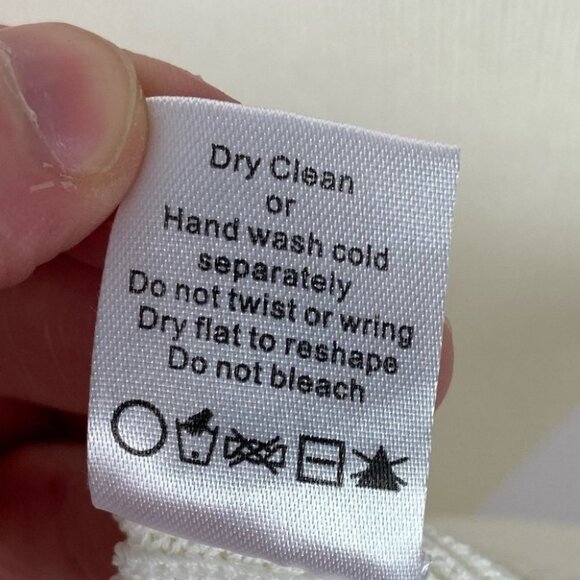 Dry Clean
or
Hand wash cold
separately
Do not twist or wring
Dry flat to reshape
Do not bleach